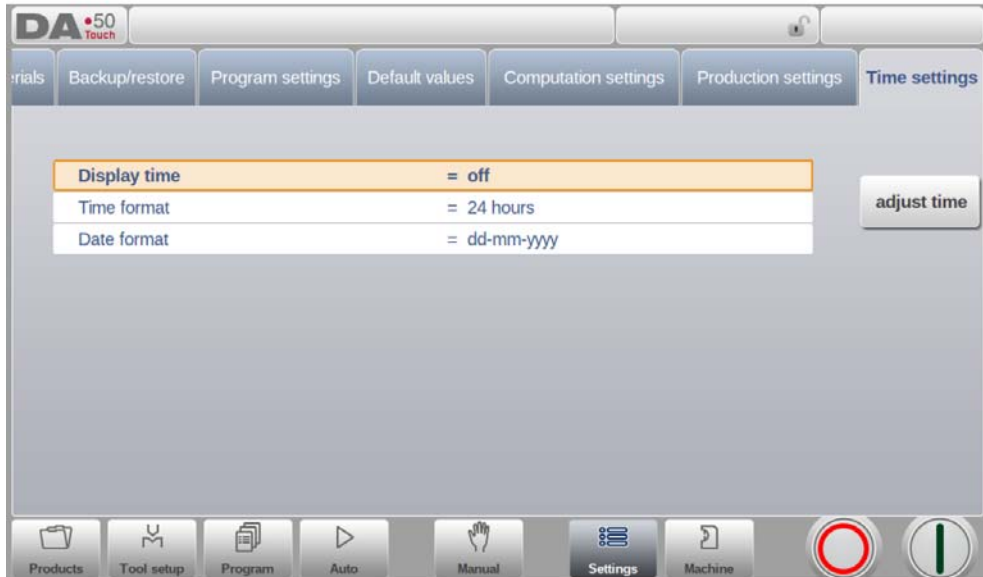 DA•50
Touch
rials Backup/restore Program settings Default values Computation settings Production settings Time settings
Display time = off
Time format = 24 hours
Date format = dd-mm-yyyy
adjust time
Products Tool setup Program Auto Manual Settings Machine